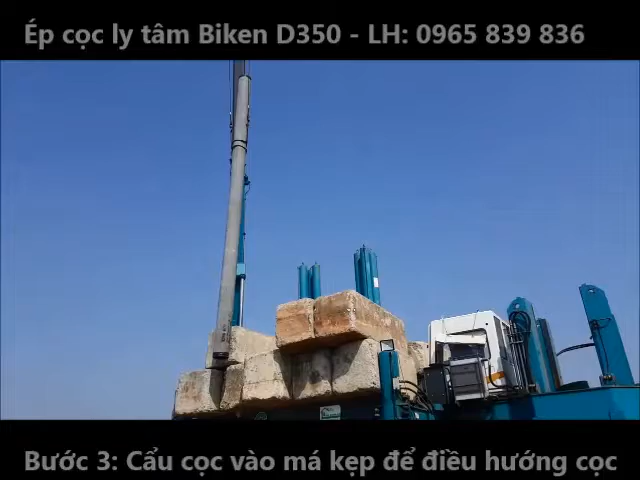 Ép cọc ly tâm Biken D350 - LH: 0965 839 836
Bước 3: Cẩu cọc vào má kẹp để điều hướng cọc